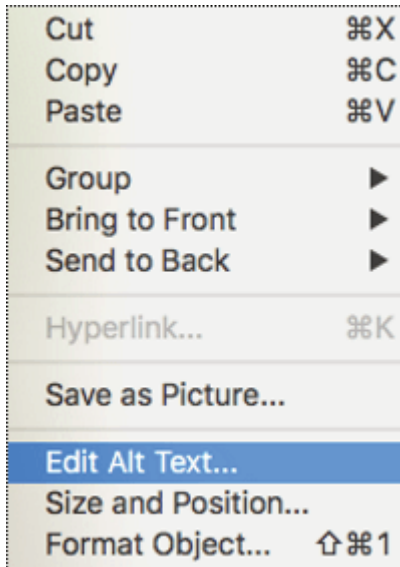 Cut ⌘X
Copy ⌘C
Paste ⌘V
Group ▶
Bring to Front ▶
Send to Back ▶
Hyperlink... ⌘K
Save as Picture...
Edit Alt Text...
Size and Position...
Format Object... ⇧⌘1